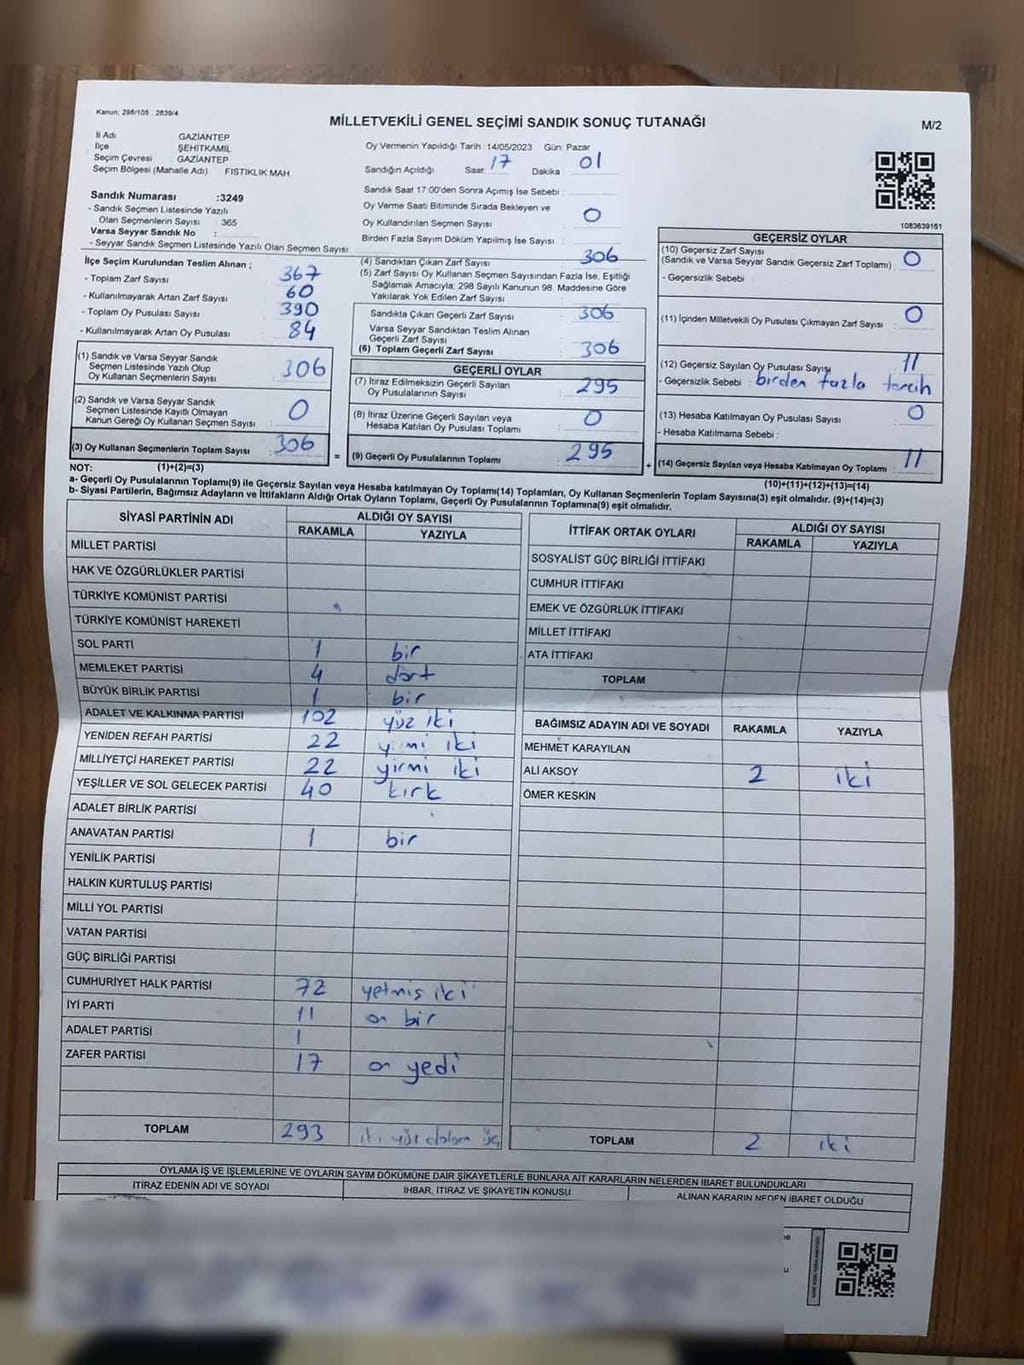 Kanun: 298/105 . 2839/4
MİLLETVEKİLİ GENEL SEÇİMİ SANDIK SONUÇ TUTANAĞI
M/2
İl Adı GAZİANTEP
İlçe ŞEHİTKAMİL
Seçim Çevresi GAZİANTEP
Seçim Bölgesi (Mahalle Adı) : FISTIKLIK MAH.
Oy Vermenin Yapıldığı Tarih : 14/05/2023 Gün: Pazar
Sandığın Açıldığı Saat: 17 Dakika : 01
Sandık Saat 17:00'den Sonra Açımış İse Sebebi :
Oy Verme Saati Bitiminde Sırada Bekleyen ve
Oy Kullandırılan Seçmen Sayısı : 0
Birden Fazla Sayım Döküm Yapılmış İse Sayısı :
1083639161
Sandık Numarası :3249
- Sandık Seçmen Listesinde Yazılı
Olan Seçmenlerin Sayısı : 365
Varsa Seyyar Sandık No :
- Seyyar Sandık Seçmen Listesinde Yazılı Olan Seçmen Sayısı:
İlçe Seçim Kurulundan Teslim Alınan ;
- Toplam Zarf Sayısı : 367
- Kullanılmayarak Artan Zarf Sayısı : 60
- Toplam Oy Pusulası Sayısı : 390
- Kullanılmayarak Artan Oy Pusulası : 84
(1) Sandık ve Varsa Seyyar Sandık
Seçmen Listesinde Yazılı Olup
Oy Kullanan Seçmenlerin Sayısı : 306
(2) Sandık ve Varsa Seyyar Sandık
Seçmen Listesinde Kayıtlı Olmayan
Kanun Gereği Oy Kullanan Seçmen Sayısı : 0
(3) Oy Kullanan Seçmenlerin Toplam Sayısı : 306
(4) Sandıktan Çıkan Zarf Sayısı : 306
(5) Zarf Sayısı Oy Kullanan Seçmen Sayısından Fazla İse, Eşitliği
Sağlamak Amacıyla; 298 Sayılı Kanunun 98. Maddesine Göre
Yakılarak Yok Edilen Zarf Sayısı :
Sandıkta Çıkan Geçerli Zarf Sayısı : 306
Varsa Seyyar Sandıktan Teslim Alınan
Geçerli Zarf Sayısı :
(6) Toplam Geçerli Zarf Sayısı : 306
GEÇERLİ OYLAR
(7) İtiraz Edilmeksizin Geçerli Sayılan
Oy Pusulalarının Sayısı : 295
(8) İtiraz Üzerine Geçerli Sayılan veya
Hesaba Katılan Oy Pusulası Toplamı : 0
= (9) Geçerli Oy Pusulalarının Toplamı : 295
GEÇERSİZ OYLAR
(10) Geçersiz Zarf Sayısı
(Sandık ve Varsa Seyyar Sandık Geçersiz Zarf Toplamı) : 0
- Geçersizlik Sebebi :
(11) İçinden Milletvekili Oy Pusulası Çıkmayan Zarf Sayısı : 0
(12) Geçersiz Sayılan Oy Pusulası Sayısı : 11
- Geçersizlik Sebebi : birden fazla tercih
(13) Hesaba Katılmayan Oy Pusulası Sayısı : 0
- Hesaba Katılmama Sebebi :
+ (14) Geçersiz Sayılan veya Hesaba Katılmayan Oy Toplamı : 11
NOT: (1)+(2)=(3)
(10)+(11)+(12)+(13)=(14)
a- Geçerli Oy Pusulalarının Toplamı(9) ile Geçersiz Sayılan veya Hesaba katılmayan Oy Toplamı(14) Toplamları, Oy Kullanan Seçmenlerin Toplam Sayısına(3) eşit olmalıdır. (9)+(14)=(3)
b- Siyasi Partilerin, Bağımsız Adayların ve İttifakların Aldığı Ortak Oyların Toplamı, Geçerli Oy Pusulalarının Toplamına(9) eşit olmalıdır.
SİYASİ PARTİNİN ADI ALDIĞI OY SAYISI
RAKAMLA YAZIYLA
MİLLET PARTİSİ
HAK VE ÖZGÜRLÜKLER PARTİSİ
TÜRKİYE KOMÜNİST PARTİSİ
TÜRKİYE KOMÜNİST HAREKETİ
SOL PARTİ 1 bir
MEMLEKET PARTİSİ 4 dört
BÜYÜK BİRLİK PARTİSİ 1 bir
ADALET VE KALKINMA PARTİSİ 102 yüz iki
YENİDEN REFAH PARTİSİ 22 yirmi iki
MİLLİYETÇİ HAREKET PARTİSİ 22 yirmi iki
YEŞİLLER VE SOL GELECEK PARTİSİ 40 kırk
ADALET BİRLİK PARTİSİ
ANAVATAN PARTİSİ 1 bir
YENİLİK PARTİSİ
HALKIN KURTULUŞ PARTİSİ
MİLLİ YOL PARTİSİ
VATAN PARTİSİ
GÜÇ BİRLİĞİ PARTİSİ
CUMHURİYET HALK PARTİSİ 72 yetmiş iki
İYİ PARTİ 11 on bir
ADALET PARTİSİ 1
ZAFER PARTİSİ 17 on yedi
TOPLAM 293 iki yüz doksan üç
İTTİFAK ORTAK OYLARI ALDIĞI OY SAYISI
RAKAMLA YAZIYLA
SOSYALİST GÜÇ BİRLİĞİ İTTİFAKI
CUMHUR İTTİFAKI
EMEK VE ÖZGÜRLÜK İTTİFAKI
MİLLET İTTİFAKI
ATA İTTİFAKI
TOPLAM
BAĞIMSIZ ADAYIN ADI VE SOYADI RAKAMLA YAZIYLA
MEHMET KARAYILAN
ALİ AKSOY 2 iki
ÖMER KESKİN
TOPLAM 2 iki
OYLAMA İŞ VE İŞLEMLERİNE VE OYLARIN SAYIM DÖKÜMÜNE DAİR ŞİKAYETLERLE BUNLARA AİT KARARLARIN NELERDEN İBARET BULUNDUKLARI
İTİRAZ EDENİN ADI VE SOYADI İHBAR, İTİRAZ VE ŞİKAYETİN KONUSU ALINAN KARARIN NEDEN İBARET OLDUĞU